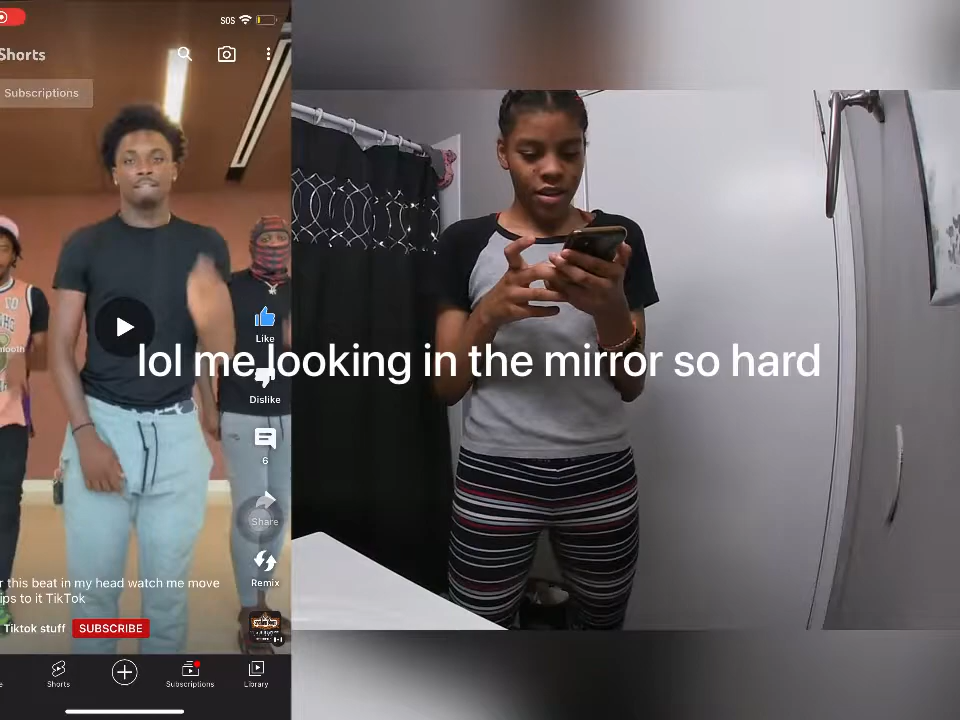 SOS
Shorts
Subscriptions
lol me looking in the mirror so hard
Like
Dislike
6
Share
Remix
r this beat in my head watch me move
ips to it TikTok
Tiktok stuff
SUBSCRIBE
Shorts
Subscriptions
Library